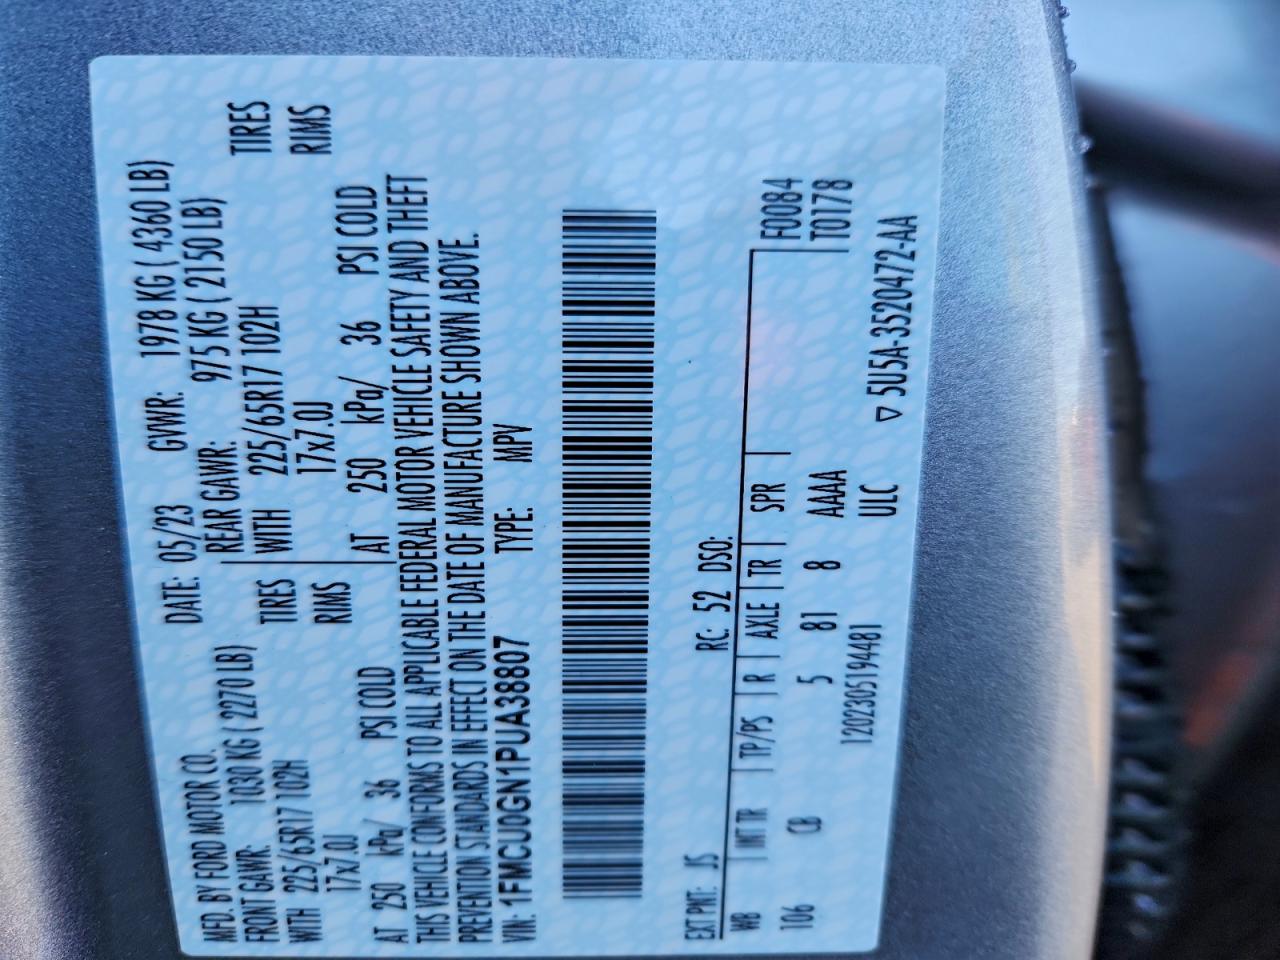 MFD. BY FORD MOTOR CO.
DATE: 05/23 GVWR: 1978 KG ( 4360 LB)
FRONT GAWR: 1030 KG ( 2270 LB) REAR GAWR: 975 KG ( 2150 LB)
WITH 225/65R17 102H TIRES WITH 225/65R17 102H TIRES
17x7.0J RIMS 17x7.0J RIMS
AT 250 kPa/ 36 PSI COLD AT 250 kPa/ 36 PSI COLD
THIS VEHICLE CONFORMS TO ALL APPLICABLE FEDERAL MOTOR VEHICLE SAFETY AND THEFT
PREVENTION STANDARDS IN EFFECT ON THE DATE OF MANUFACTURE SHOWN ABOVE.
VIN: 1FMCU0GN1PUA38807 TYPE: MPV
EXT PNT: JS RC: 52 DSO:
WB INT TR TP/PS R AXLE TR SPR F0084
106 CB 5 81 8 AAAA T0178
1202305194481 ULC
▽ 5U5A-3520472-AA